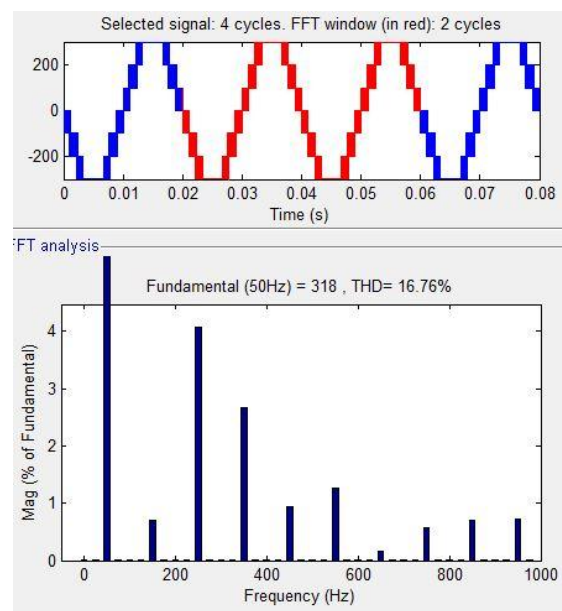 Selected signal: 4 cycles. FFT window (in red): 2 cycles
200
0
-200
0 0.01 0.02 0.03 0.04 0.05 0.06 0.07 0.08
Time (s)
FFT analysis
Fundamental (50Hz) = 318 , THD= 16.76%
Mag (% of Fundamental)
4
3
2
1
0
0 200 400 600 800 1000
Frequency (Hz)